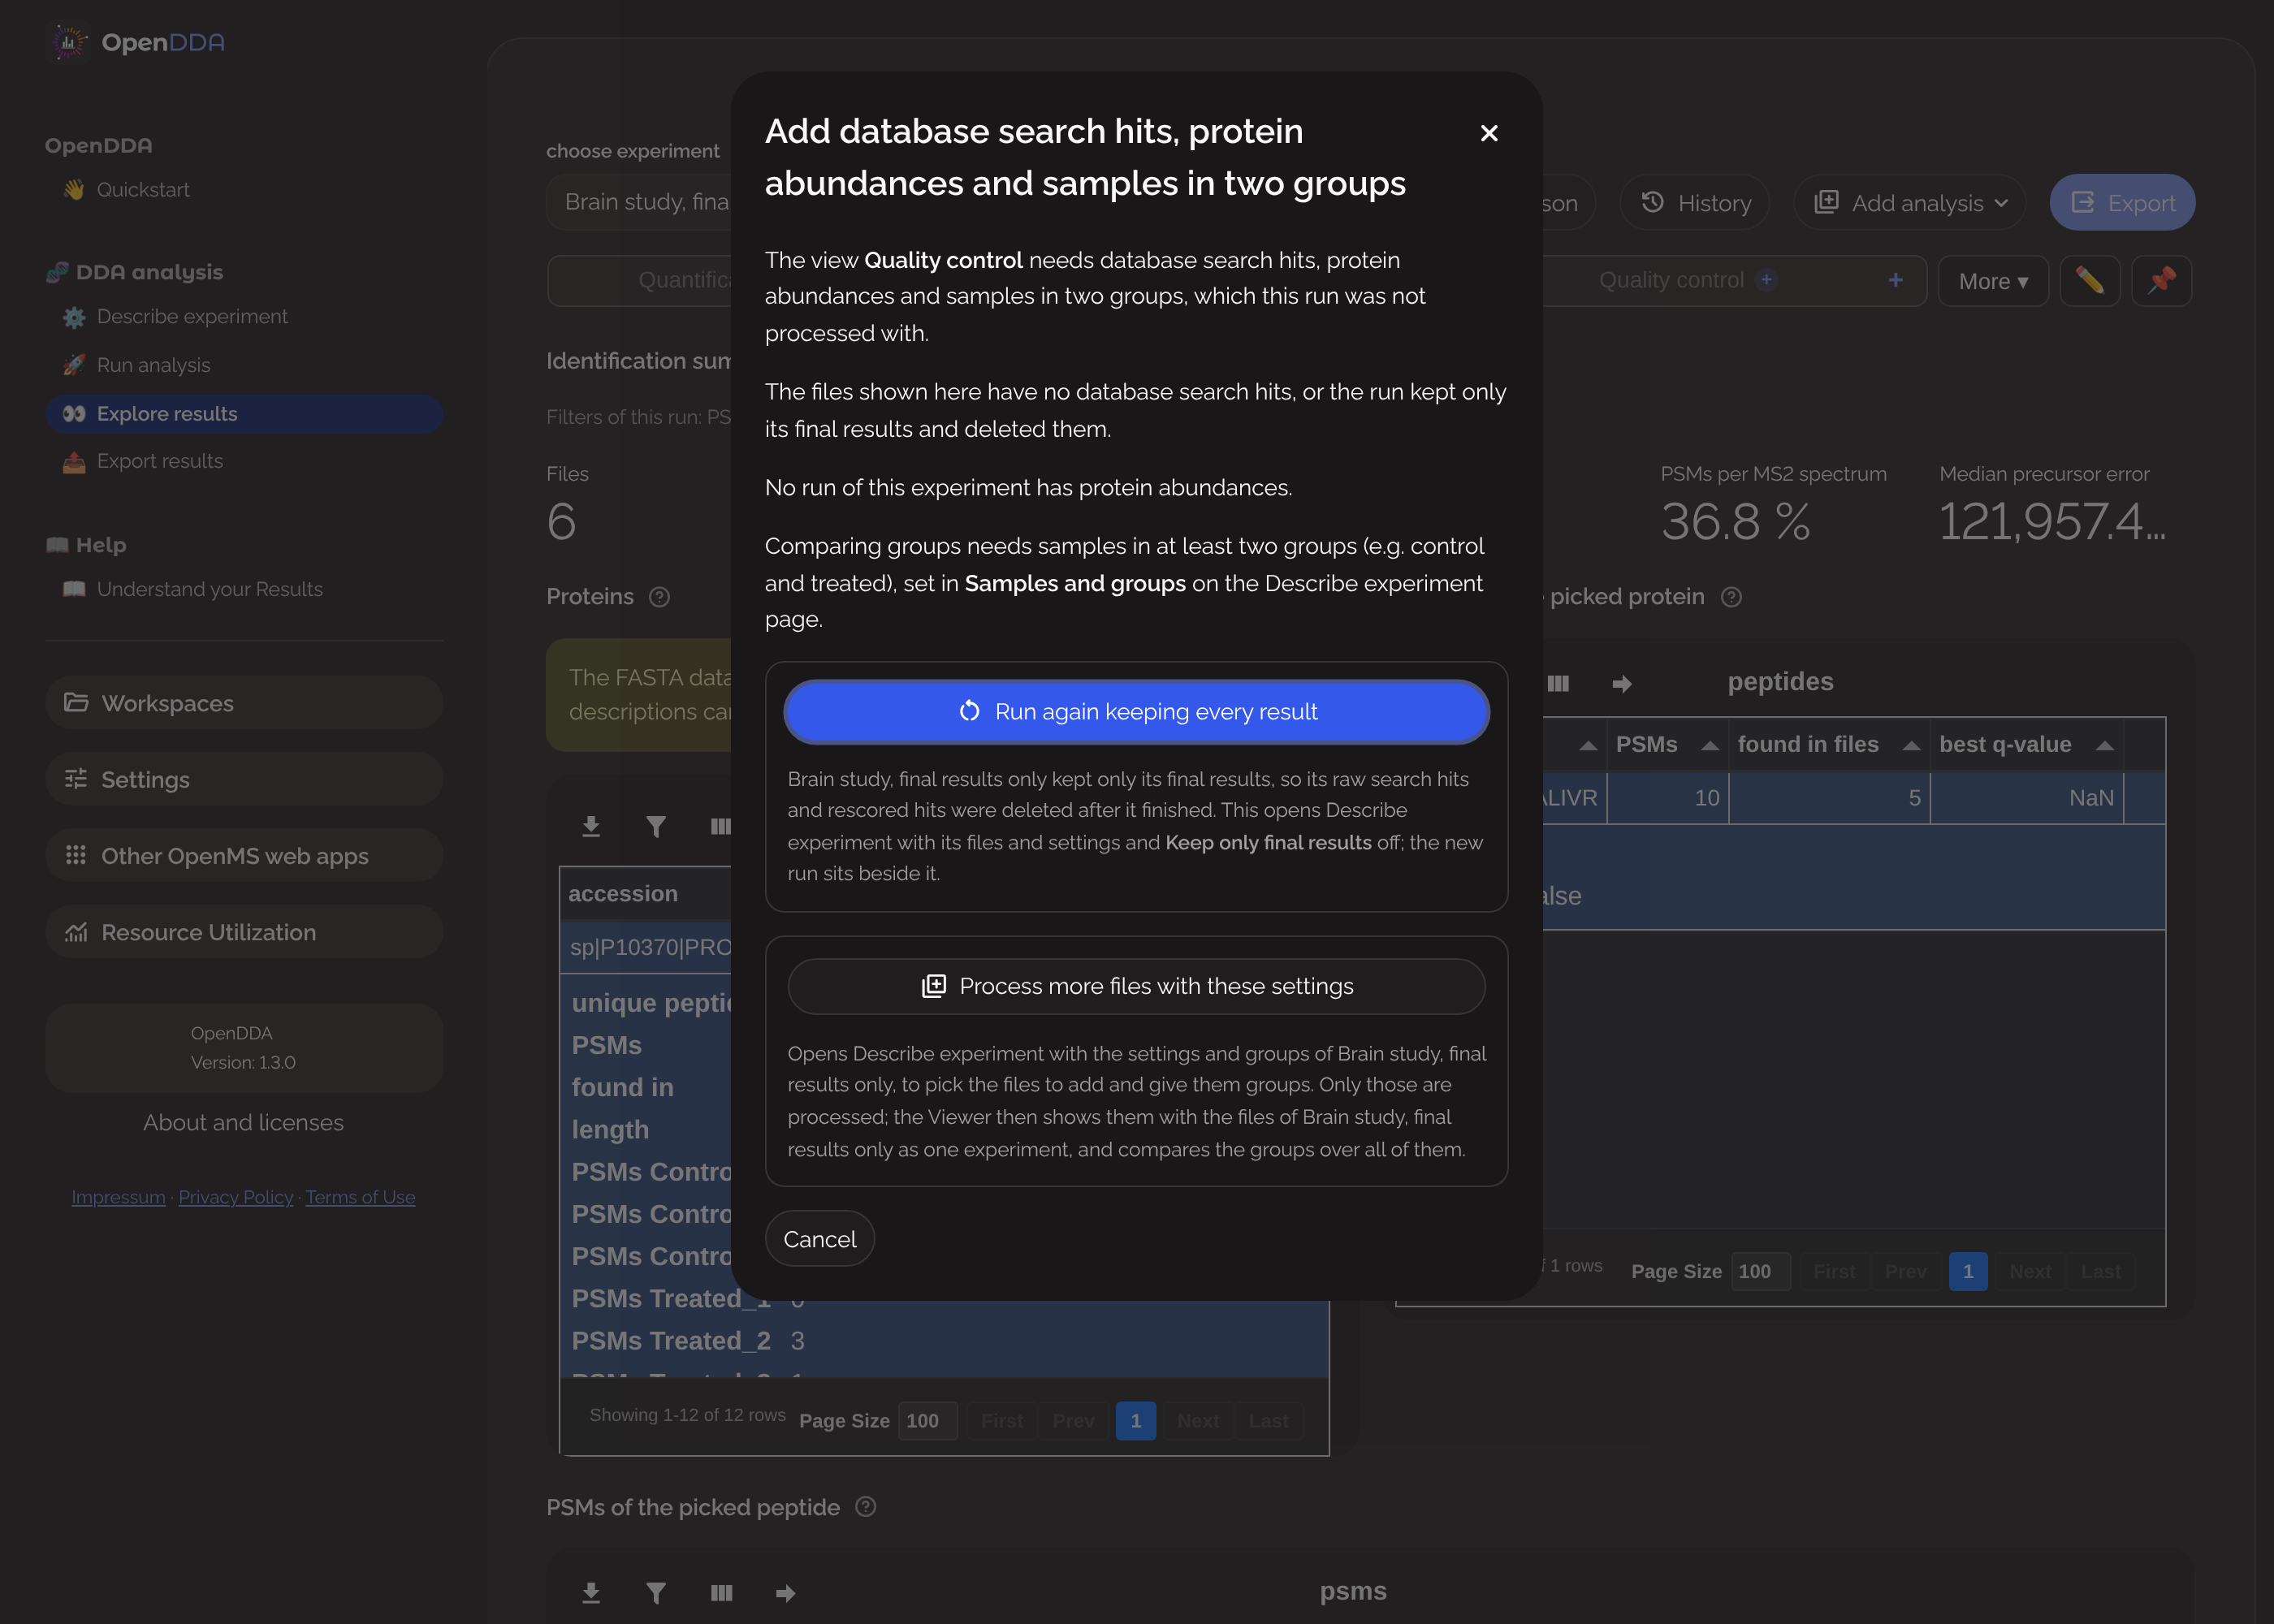 OpenDDA
OpenDDA
Quickstart
DDA analysis
Describe experiment
Run analysis
Explore results
Export results
Help
Understand your Results
Workspaces
Settings
Other OpenMS web apps
Resource Utilization
OpenDDA
Version: 1.3.0
About and licenses
Impressum · Privacy Policy · Terms of Use
choose experiment
Brain study, fina
son
History
Add analysis
Export
Quantific
Quality control +
+
More ▾
Identification sum
Filters of this run: PS
Files
6
PSMs per MS2 spectrum
36.8 %
Median precursor error
121,957.4...
Proteins
picked protein
The FASTA data
descriptions car
accession
sp|P10370|PRO
unique peptid
PSMs
found in
length
PSMs Contro
PSMs Contro
PSMs Contro
PSMs Treated_1
PSMs Treated_2 3
Showing 1-12 of 12 rows
Page Size 100 First Prev 1 Next Last
peptides
PSMs
found in files
best q-value
ALIVR 10 5 NaN
alse
f 1 rows
Page Size 100 First Prev 1 Next Last
PSMs of the picked peptide
psms
Add database search hits, protein
abundances and samples in two groups
The view Quality control needs database search hits, protein
abundances and samples in two groups, which this run was not
processed with.
The files shown here have no database search hits, or the run kept only
its final results and deleted them.
No run of this experiment has protein abundances.
Comparing groups needs samples in at least two groups (e.g. control
and treated), set in Samples and groups on the Describe experiment
page.
Run again keeping every result
Brain study, final results only kept only its final results, so its raw search hits
and rescored hits were deleted after it finished. This opens Describe
experiment with its files and settings and Keep only final results off; the new
run sits beside it.
Process more files with these settings
Opens Describe experiment with the settings and groups of Brain study, final
results only, to pick the files to add and give them groups. Only those are
processed; the Viewer then shows them with the files of Brain study, final
results only as one experiment, and compares the groups over all of them.
Cancel